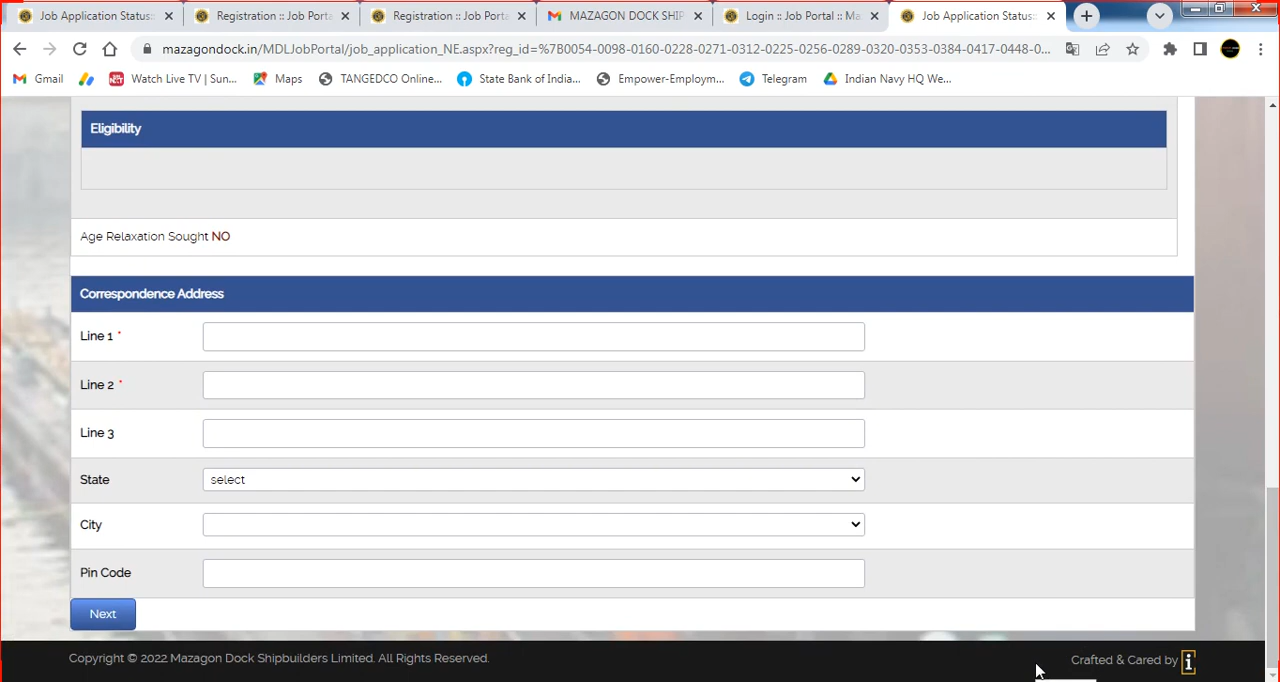 Job Application Status::
Registration :: Job Porta
Registration :: Job Porta
MAZAGON DOCK SHIP
Login :: Job Portal :: Ma
Job Application Status::
mazagondock.in/MDLJobPortal/job_application_NE.aspx?reg_id=%7B0054-0098-0160-0228-0271-0312-0225-0256-0289-0320-0353-0384-0417-0448-0...
Gmail
Watch Live TV | Sun...
Maps
TANGEDCO Online...
State Bank of India...
Empower-Employm...
Telegram
Indian Navy HQ We...
Eligibility
Age Relaxation Sought NO
Correspondence Address
Line 1 *
Line 2 *
Line 3
State select
City
Pin Code
Next
Copyright © 2022 Mazagon Dock Shipbuilders Limited. All Rights Reserved.
Crafted & Cared by i